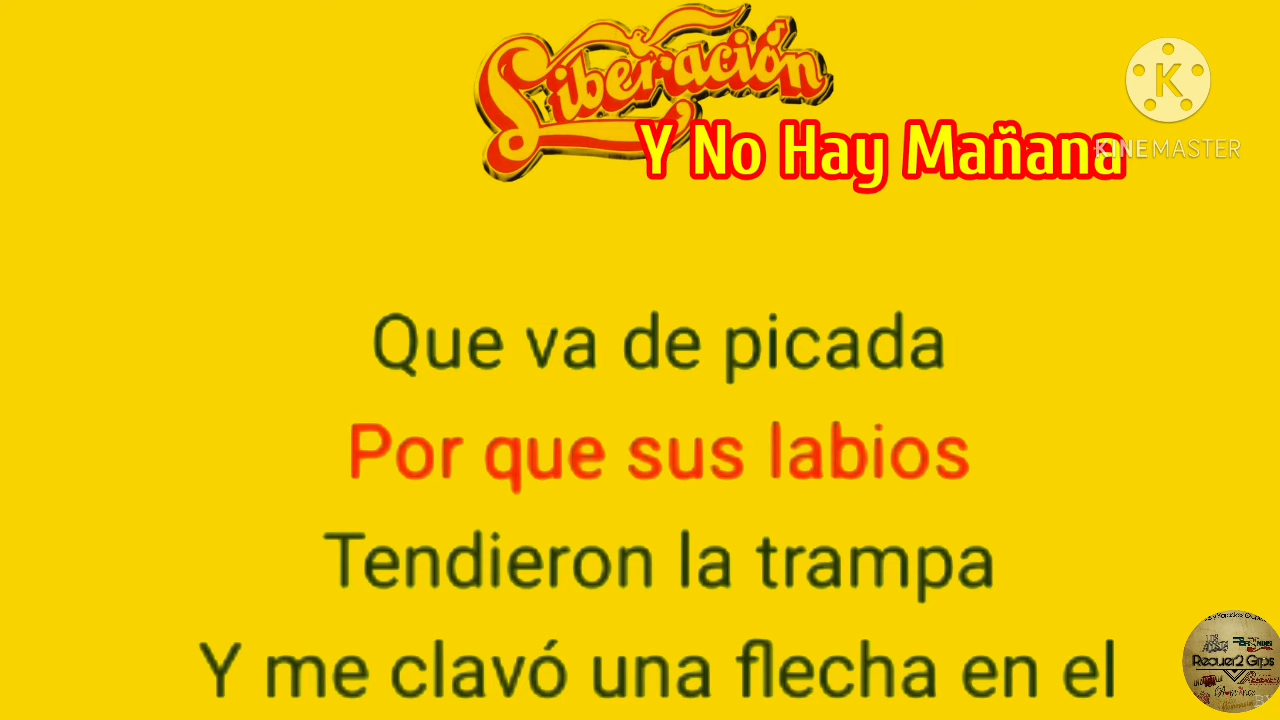 Liberación
Y No Hay Mañana
K
KINEMASTER
Que va de picada
Por que sus labios
Tendieron la trampa
Y me clavó una flecha en el
Recuer2 Grps